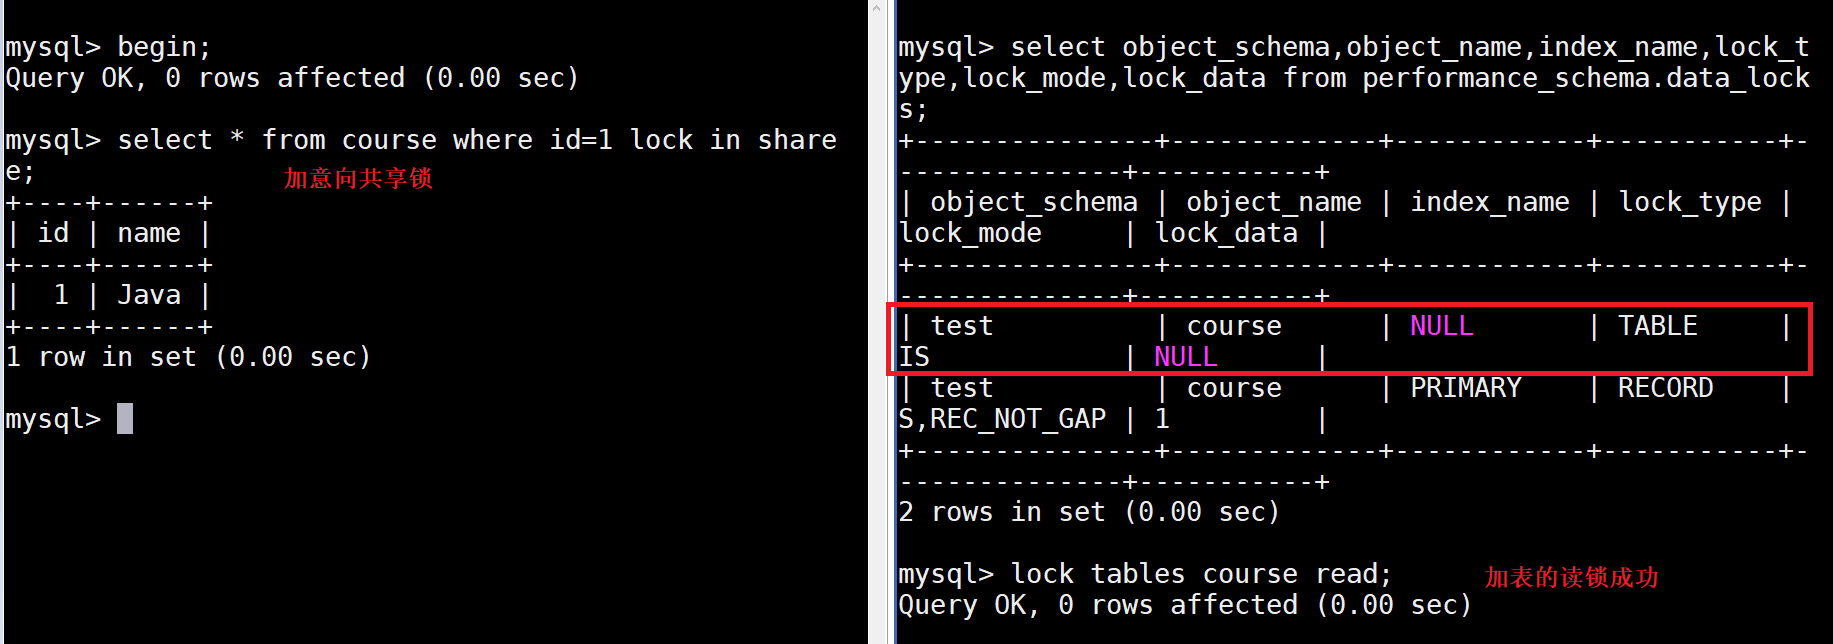 mysql> begin;
Query OK, 0 rows affected (0.00 sec)
mysql> select * from course where id=1 lock in share
e;
加意向共享锁
+----+------+
| id | name |
+----+------+
|  1 | Java |
+----+------+
1 row in set (0.00 sec)
mysql>
mysql> select object_schema,object_name,index_name,lock_t
ype,lock_mode,lock_data from performance_schema.data_lock
s;
+---------------+-------------+------------+-----------+-
--------------+-----------+
| object_schema | object_name | index_name | lock_type |
lock_mode     | lock_data |
+---------------+-------------+------------+-----------+-
--------------+-----------+
| test          | course      | NULL       | TABLE     |
IS            | NULL      |
| test          | course      | PRIMARY    | RECORD    |
S,REC_NOT_GAP | 1         |
+---------------+-------------+------------+-----------+-
--------------+-----------+
2 rows in set (0.00 sec)
mysql> lock tables course read;
加表的读锁成功
Query OK, 0 rows affected (0.00 sec)